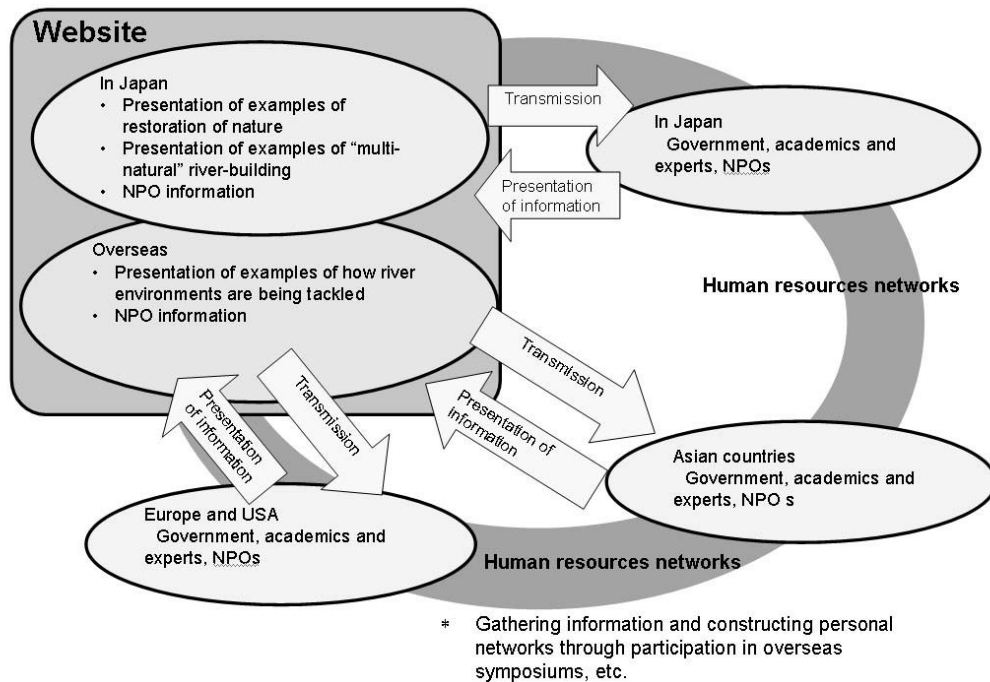 Website
In Japan
• Presentation of examples of
restoration of nature
• Presentation of examples of “multi-
natural” river-building
• NPO information
Overseas
• Presentation of examples of how river
environments are being tackled
• NPO information
Transmission
Presentation
of information
In Japan
Government, academics and
experts, NPOs
Human resources networks
Transmission
Presentation of
information
Transmission
Presentation
of information
Asian countries
Government, academics and
experts, NPO s
Europe and USA
Government, academics and
experts, NPOs
Human resources networks
* Gathering information and constructing personal
networks through participation in overseas
symposiums, etc.